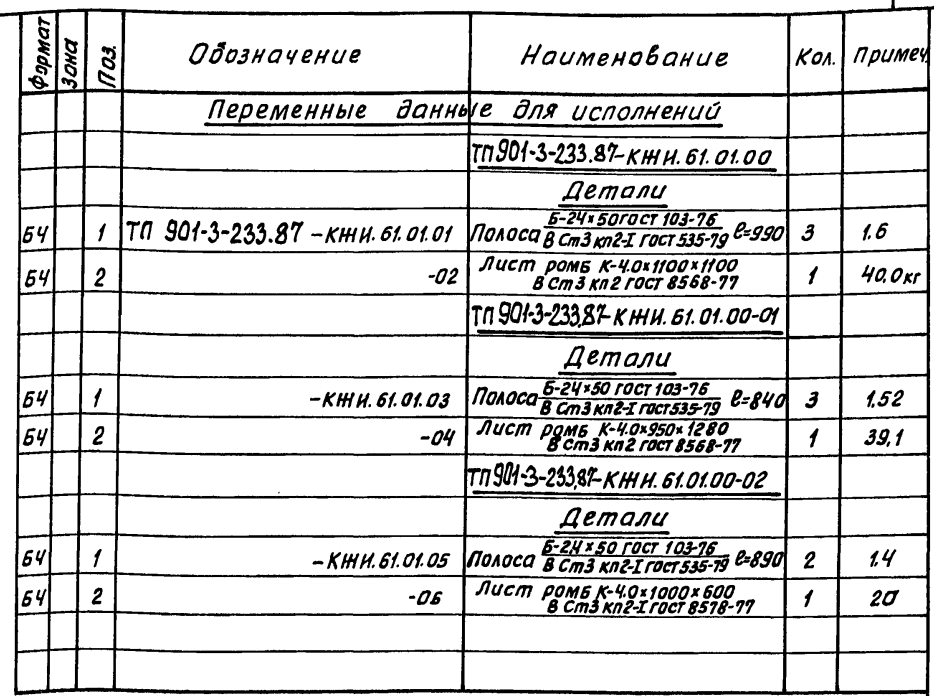 Формат Зона Поз. Обозначение Наименование Кол. Примеч.
Переменные данные для исполнений
ТП 901-3-233.87-КЖИ.61.01.00
Детали
БЧ 1 ТП 901-3-233.87-КЖИ.61.01.01 Полоса Б-2.4×50 ГОСТ 103-76 / В Ст3 кп2-I ГОСТ 535-79 ℓ=990 3 1.6
БЧ 2 -02 Лист ромб К-4.0×1100×1100
В Ст3 кп2 ГОСТ 8568-77 1 40.0кг
ТП 901-3-233.87-КЖИ.61.01.00-01
Детали
БЧ 1 -КЖИ.61.01.03 Полоса Б-2.4×50 ГОСТ 103-76 / В Ст3 кп2-I ГОСТ 535-79 ℓ=840 3 1.52
БЧ 2 -04 Лист ромб К-4.0×950×1280
В Ст3 кп2 ГОСТ 8568-77 1 39,1
ТП 901-3-233.87-КЖИ.61.01.00-02
Детали
БЧ 1 -КЖИ.61.01.05 Полоса Б-2.4×50 ГОСТ 103-76 / В Ст3 кп2-I ГОСТ 535-79 ℓ=890 2 1.4
БЧ 2 -06 Лист ромб К-4.0×1000×600
В Ст3 кп2-I ГОСТ 8578-77 1 20